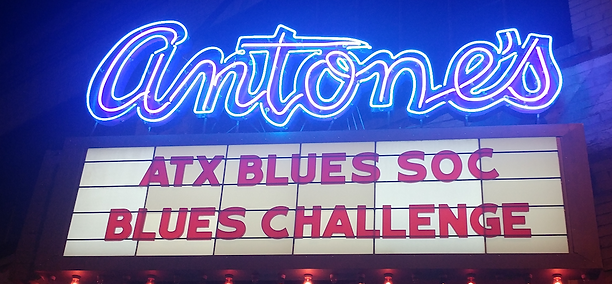 Antone's
ATX BLUES SOC
BLUES CHALLENGE